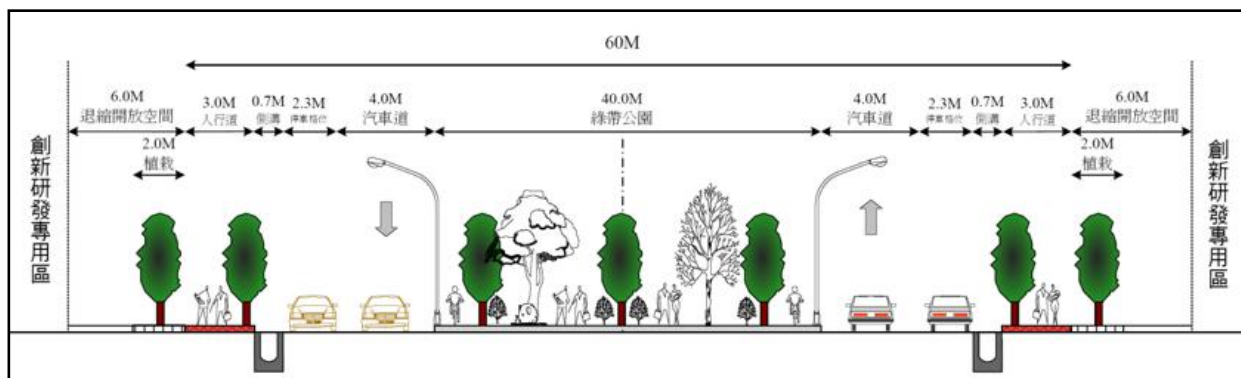 60M
6.0M
退縮開放空間
3.0M
人行道
0.7M
側溝
2.3M
停車格位
4.0M
汽車道
40.0M
綠帶公園
4.0M
汽車道
2.3M
停車格位
0.7M
側溝
3.0M
人行道
6.0M
退縮開放空間
2.0M
植栽
2.0M
植栽
創新研發專用區
創新研發專用區